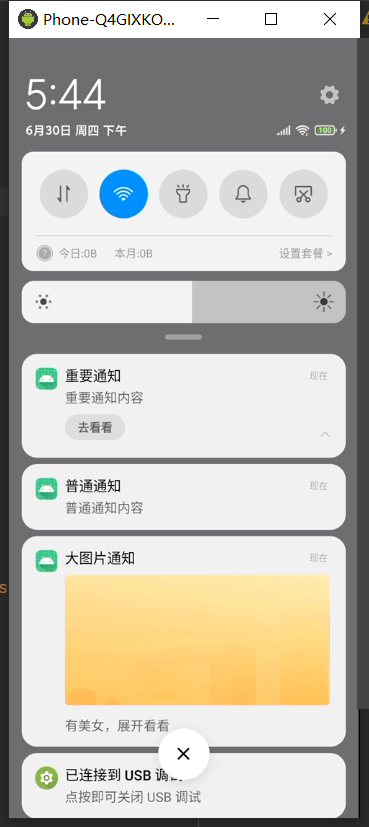 Phone-Q4GIXKO...
5:44
6月30日 周四 下午
100
今日:0B 本月:0B 设置套餐 >
重要通知 现在
重要通知内容
去看看
普通通知 现在
普通通知内容
大图片通知 现在
有美女，展开看看
已连接到 USB 调
点按即可关闭 USB 调试
s